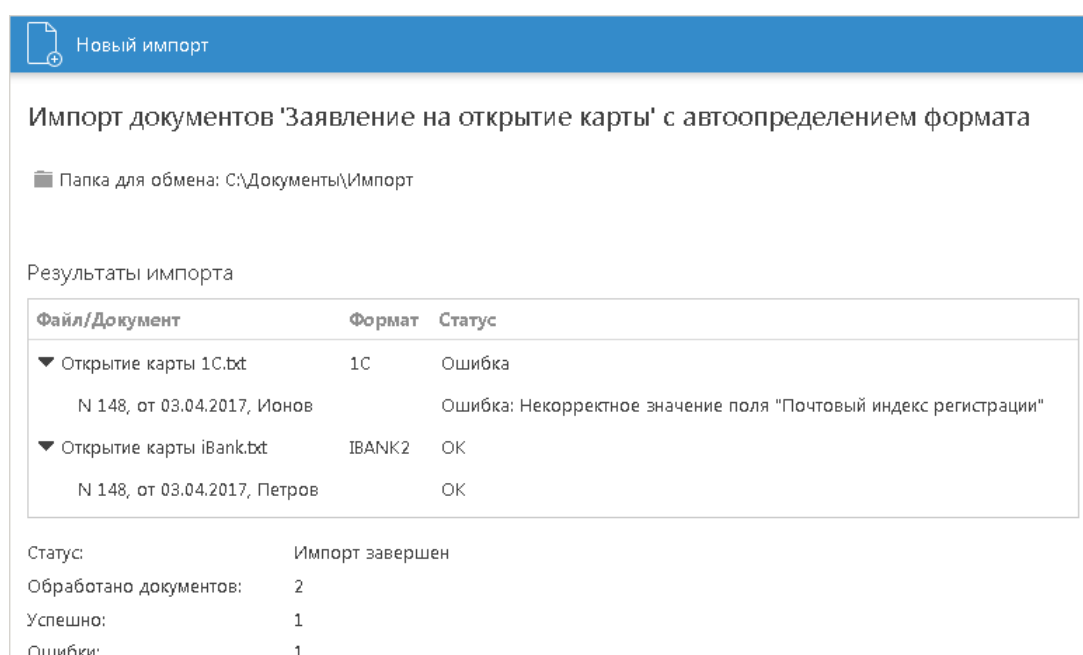 Новый импорт
Импорт документов 'Заявление на открытие карты' с автоопределением формата
Папка для обмена: C:\Документы\Импорт
Результаты импорта
Файл/Документ Формат Статус
Открытие карты 1C.txt 1C Ошибка
N 148, от 03.04.2017, Ионов Ошибка: Некорректное значение поля "Почтовый индекс регистрации"
Открытие карты iBank.txt IBANK2 OK
N 148, от 03.04.2017, Петров OK
Статус: Импорт завершен
Обработано документов: 2
Успешно: 1
Ошибки: 1